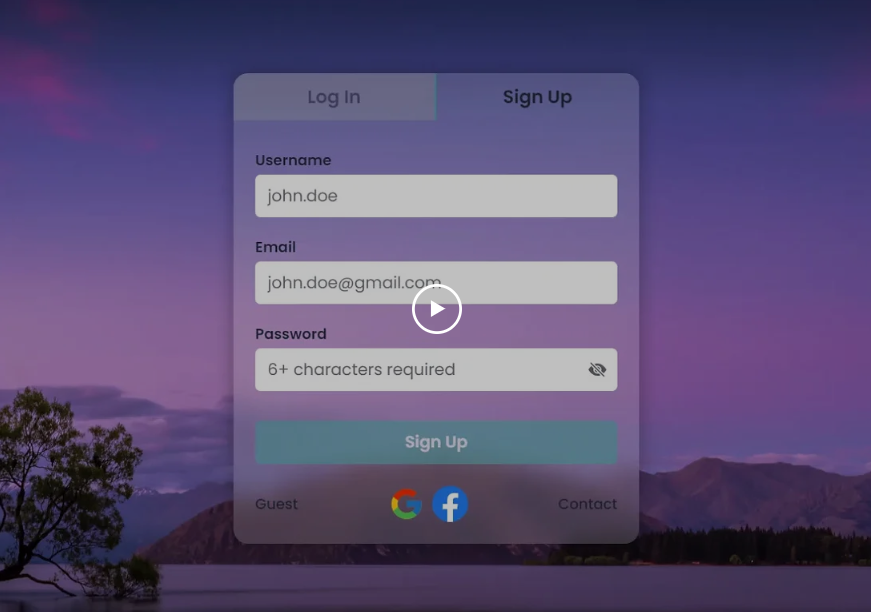 Log In
Sign Up
Username
john.doe
Email
john.doe@gmail.com
Password
6+ characters required
Sign Up
Guest
Contact